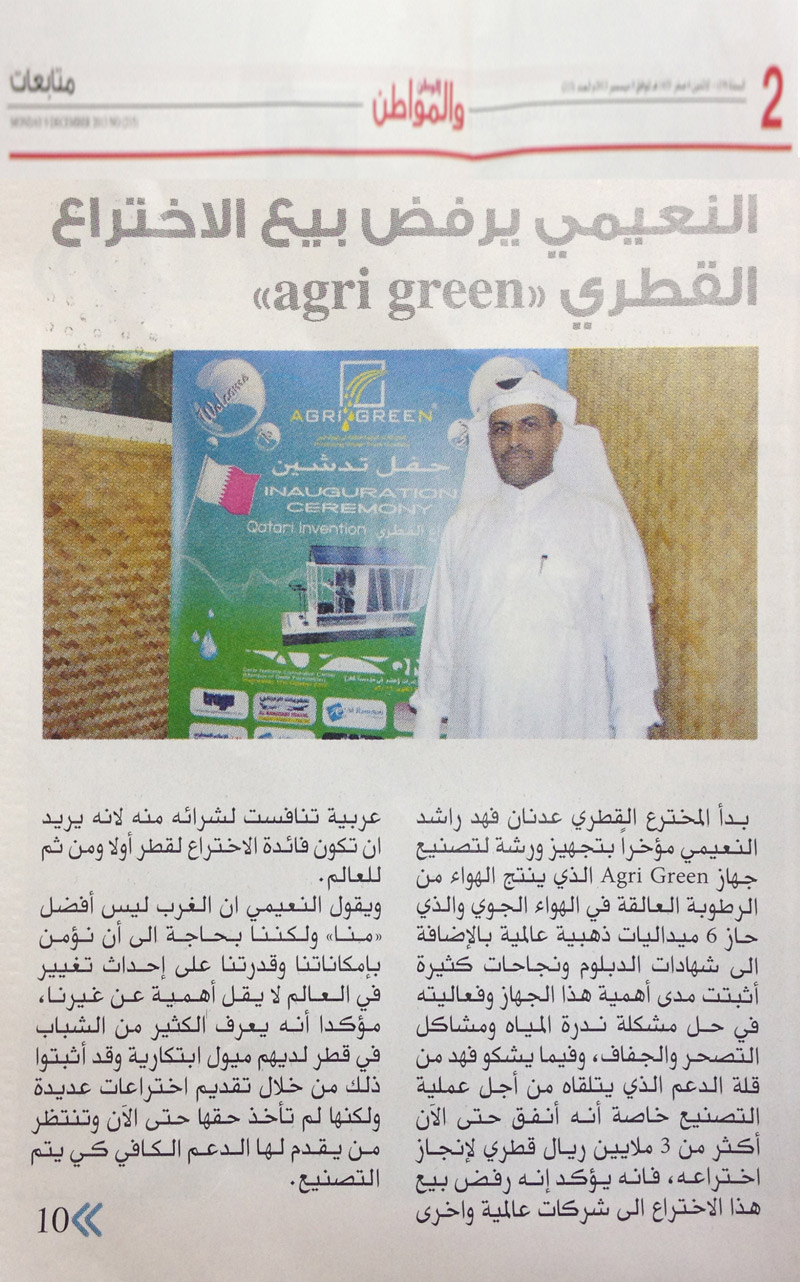 2
والمواطن
متابعات
MONDAY 9 DECEMBER 2013 NO (215)
النعيمي يرفض بيع الاختراع
القطري «agri green»
Welcome
AGRI GREEN
حفل تدشين
INAUGURATION
CEREMONY
Qatari invention
القطري
بدأ المخترع القطري عدنان فهد راشد
النعيمي مؤخراً بتجهيز ورشة لتصنيع
جهاز Agri Green الذي ينتج الهواء من
الرطوبة العالقة في الهواء الجوي والذي
حاز 6 ميداليات ذهبية عالمية بالإضافة
الى شهادات الدبلوم ونجاحات كثيرة
أثبتت مدى أهمية هذا الجهاز وفعاليته
في حل مشكلة ندرة المياه ومشاكل
التصحر والجفاف، وفيما يشكو فهد من
قلة الدعم الذي يتلقاه من أجل عملية
التصنيع خاصة أنه أنفق حتى الآن
أكثر من 3 ملايين ريال قطري لإنجاز
اختراعه، فانه يؤكد إنه رفض بيع
هذا الاختراع الى شركات عالمية واخرى
عربية تنافست لشرائه منه لانه يريد
ان تكون فائدة الاختراع لقطر أولا ومن ثم
للعالم.
ويقول النعيمي ان الغرب ليس أفضل
«منا» ولكننا بحاجة الى أن نؤمن
بإمكاناتنا وقدرتنا على إحداث تغيير
في العالم لا يقل أهمية عن غيرنا،
مؤكدا أنه يعرف الكثير من الشباب
في قطر لديهم ميول ابتكارية وقد أثبتوا
ذلك من خلال تقديم اختراعات عديدة
ولكنها لم تأخذ حقها حتى الآن وتنتظر
من يقدم لها الدعم الكافي كي يتم
التصنيع.
10